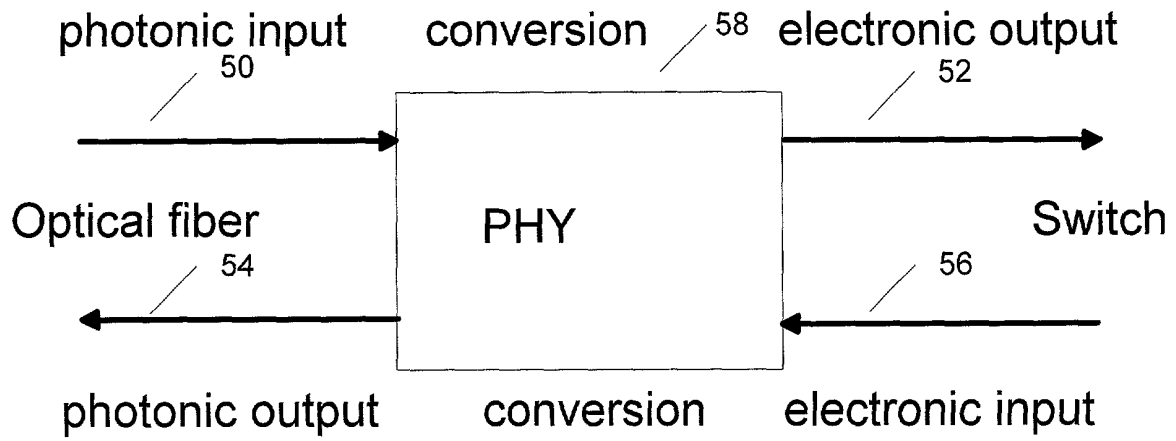 photonic input conversion 58 electronic output
50 52
Optical fiber PHY Switch
54 56
photonic output conversion electronic input